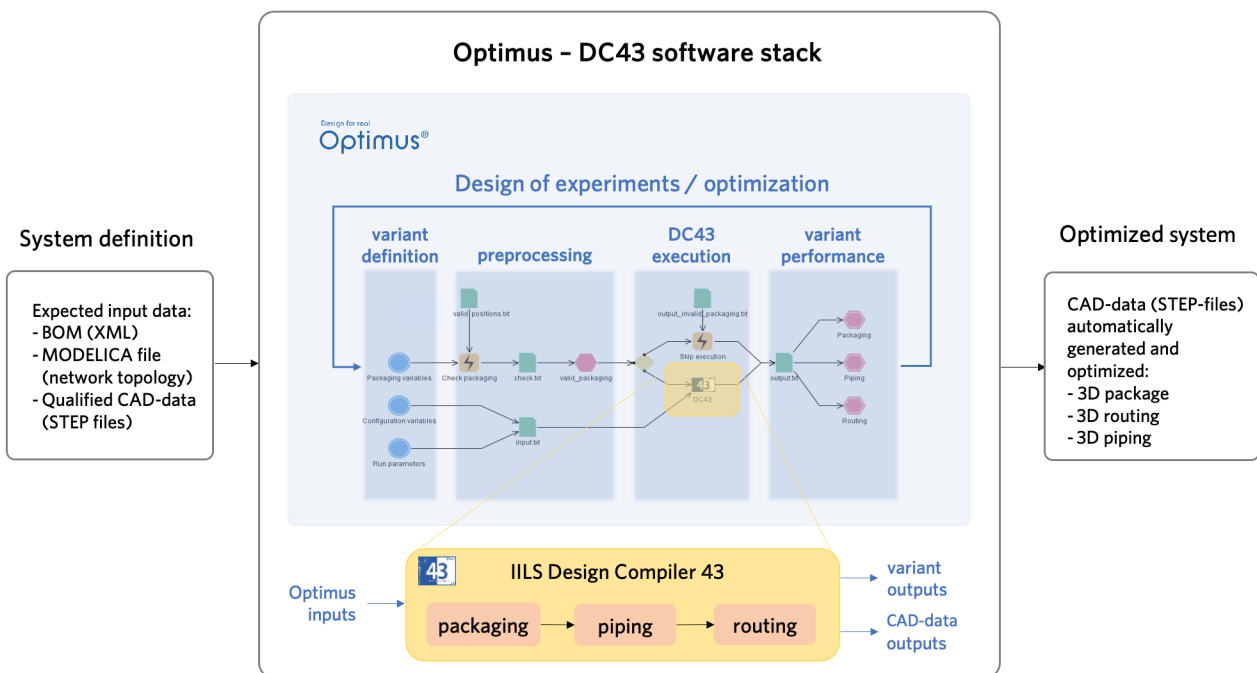 Optimus – DC43 software stack
Design for real
Optimus®
Design of experiments / optimization
System definition
Expected input data:
- BOM (XML)
- MODELICA file
(network topology)
- Qualified CAD-data
(STEP files)
variant
definition
preprocessing
DC43
execution
variant
performance
valid_positions.txt
output_invalid_packaging.txt
Packaging
Skip execution
Packaging variables
Check packaging
check.txt
valid_packaging
43
DC43
output.txt
Piping
Configuration variables
input.txt
Routing
Run parameters
Optimized system
CAD-data (STEP-files)
automatically
generated and
optimized:
- 3D package
- 3D routing
- 3D piping
Optimus
inputs
43
IILS Design Compiler 43
packaging
piping
routing
variant
outputs
CAD-data
outputs